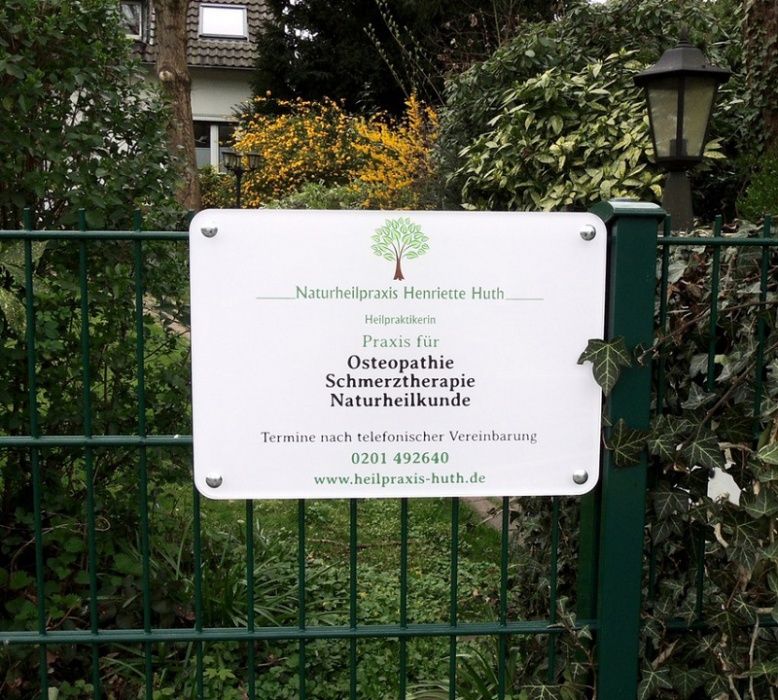 Naturheilpraxis Henriette Huth
Heilpraktikerin
Praxis für
Osteopathie
Schmerztherapie
Naturheilkunde
Termine nach telefonischer Vereinbarung
0201 492640
www.heilpraxis-huth.de